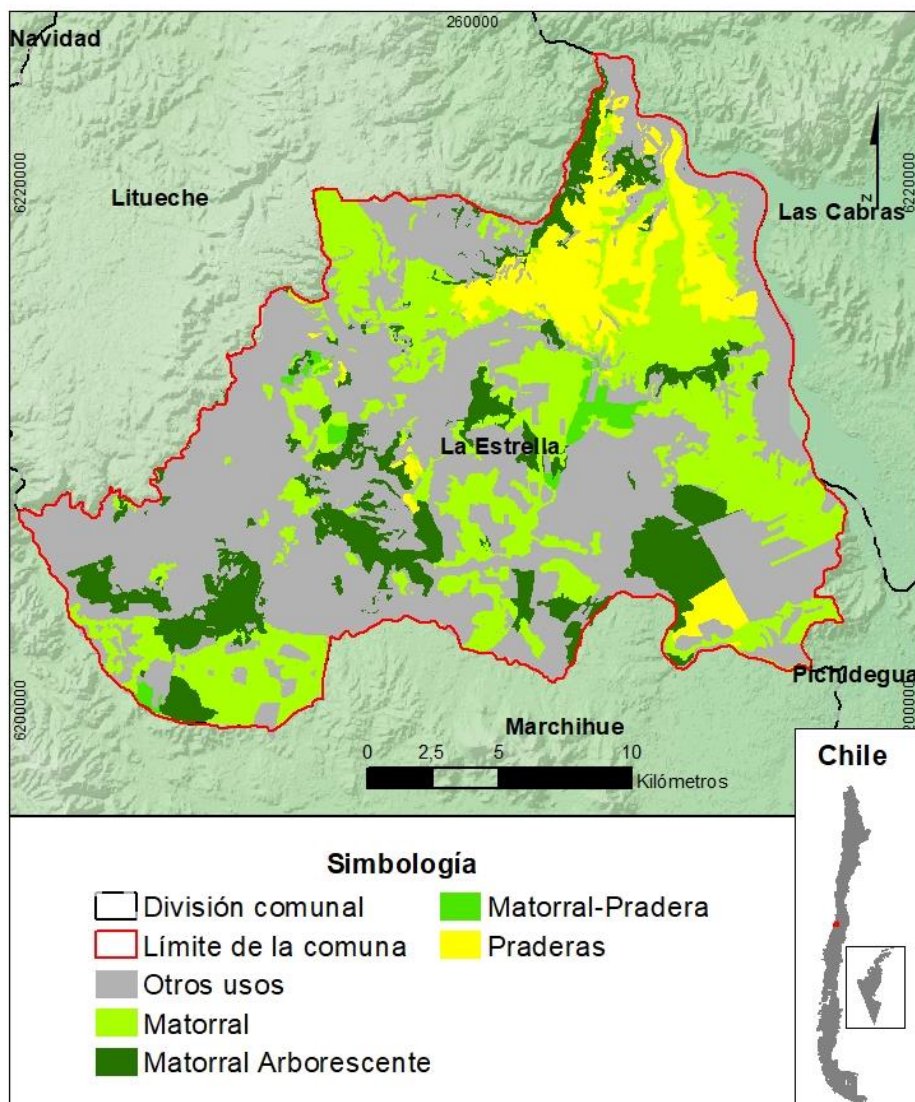 260000
Navidad
6220000
Litueche
6220000
Las Cabras
La Estrella
6200000
Pichidegua
Marchihue
0 2,5 5 10
Kilómetros
Chile
Simbología
División comunal
Matorral-Pradera
Límite de la comuna
Praderas
Otros usos
Matorral
Matorral Arborescente